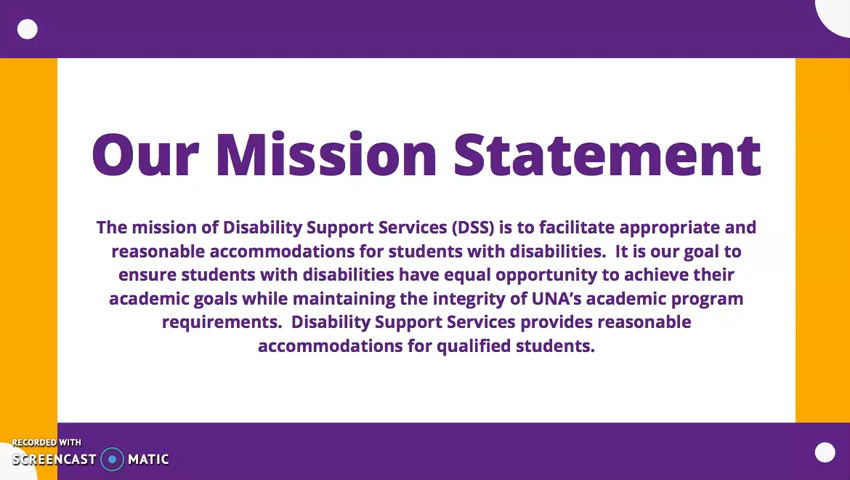 Our Mission Statement
The mission of Disability Support Services (DSS) is to facilitate appropriate and
reasonable accommodations for students with disabilities.  It is our goal to
ensure students with disabilities have equal opportunity to achieve their
academic goals while maintaining the integrity of UNA’s academic program
requirements.  Disability Support Services provides reasonable
accommodations for qualified students.
RECORDED WITH
SCREENCAST MATIC